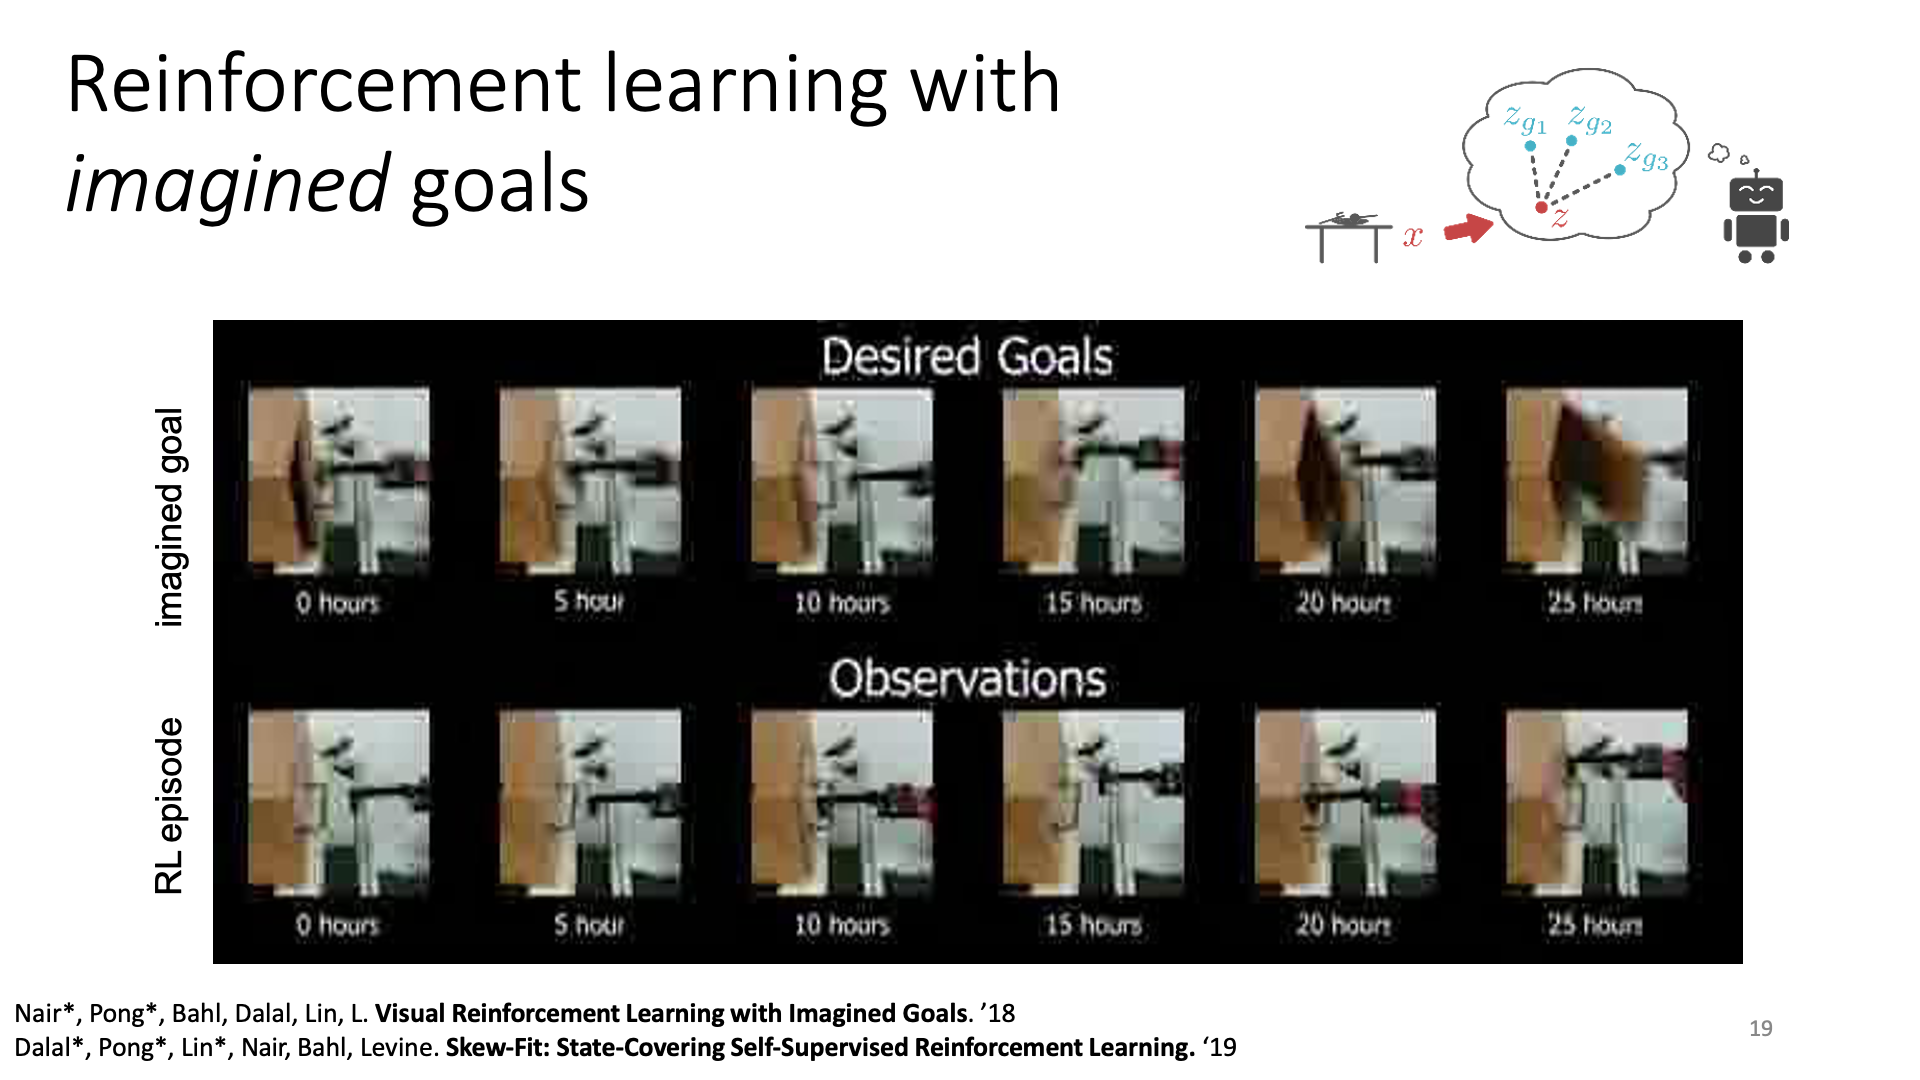 Reinforcement learning with
imagined goals
z_{g_1} z_{g_2} z_{g_3}
z
x
Desired Goals
imagined goal
0 hours 5 hour 10 hours 15 hours 20 hours 25 hours
Observations
RL episode
0 hours 5 hour 10 hours 15 hours 20 hours 25 hours
Nair*, Pong*, Bahl, Dalal, Lin, L. Visual Reinforcement Learning with Imagined Goals. ’18
Dalal*, Pong*, Lin*, Nair, Bahl, Levine. Skew-Fit: State-Covering Self-Supervised Reinforcement Learning. ‘19
19